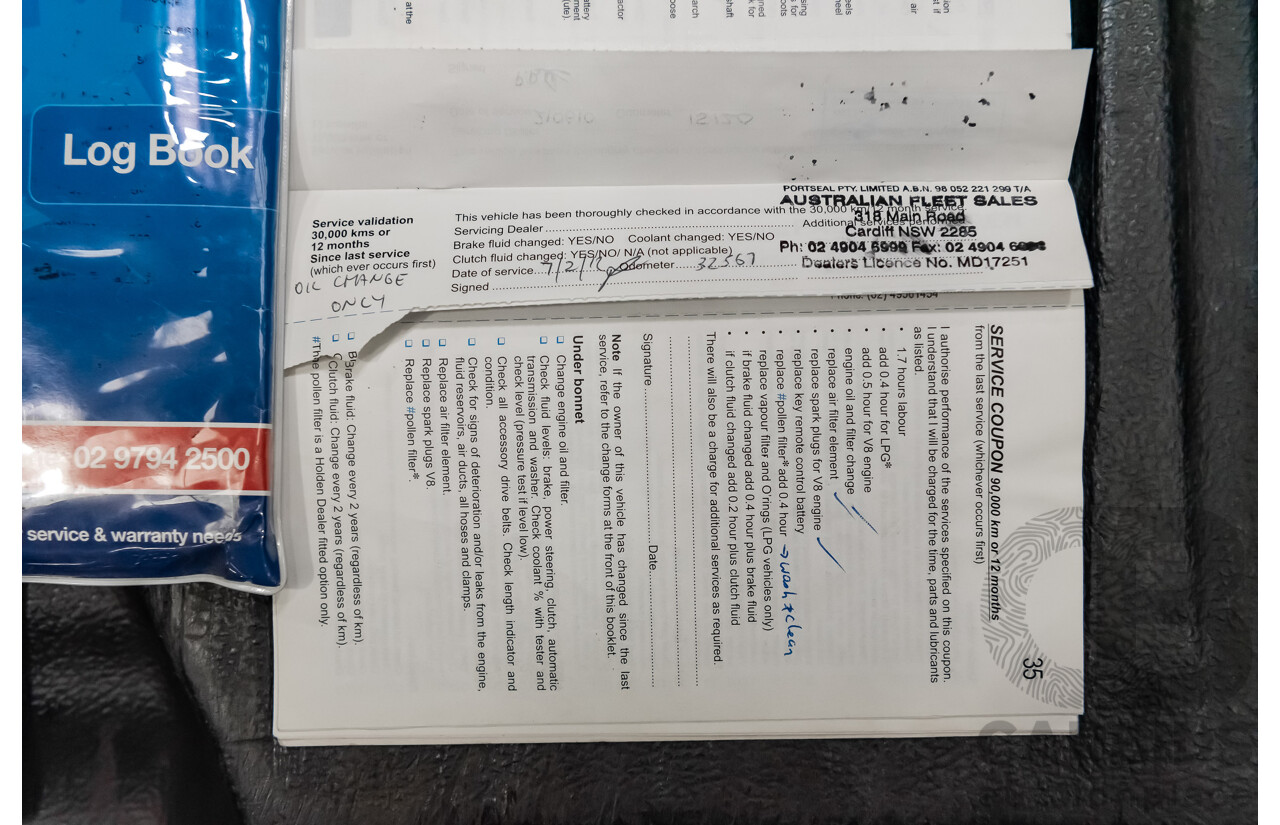 Log Book
02 9794 2500
service & warranty needs
Service validation
30,000 kms or
12 months
Since last service
(which ever occurs first)
OIL CHANGE
ONLY
This vehicle has been thoroughly checked in accordance with the 30,000 km/12 month service
Servicing Dealer
Additional services performed
Brake fluid changed: YES/NO Coolant changed: YES/NO
Clutch fluid changed: YES/NO/ N/A (not applicable)
Date of service Odometer 32367
Signed
PORTSEAL PTY. LIMITED A.B.N. 98 052 221 299 T/A
AUSTRALIAN FLEET SALES
318 Main Road
Cardiff NSW 2285
Ph: 02 4904 6999 Fax: 02 4904
Dealers Licence No. MD17251
SERVICE COUPON 90,000 km or 12 months
from the last service (whichever occurs first)
I authorise performance of the services specified on this coupon.
I understand that I will be charged for the time, parts and lubricants
as listed.
• 1.7 hours labour
• add 0.4 hour for LPG*
• add 0.5 hour for V8 engine
• engine oil and filter change
• replace air filter element
• replace spark plugs for V8 engine
• replace key remote control battery
• replace #pollen filter* add 0.4 hour → wash + clean
• replace vapour filter and O'rings (LPG vehicles only)
• if brake fluid changed add 0.4 hour plus brake fluid
• if clutch fluid changed add 0.2 hour plus clutch fluid
There will also be a charge for additional services as required.
Signature Date
Note If the owner of this vehicle has changed since the last
service, refer to the change forms at the front of this booklet.
Under bonnet
Change engine oil and filter.
Check fluid levels: brake, power steering, clutch, automatic
transmission and washer. Check coolant % with tester and
check level (pressure test if level low).
Check all accessory drive belts. Check length indicator and
condition.
Check for signs of deterioration and/or leaks from the engine,
fluid reservoirs, air ducts, all hoses and clamps.
Replace air filter element.
Replace spark plugs V8.
Replace #pollen filter*.
Brake fluid: Change every 2 years (regardless of km).
Clutch fluid: Change every 2 years (regardless of km).
pollen filter is a Holden Dealer fitted option only.
35